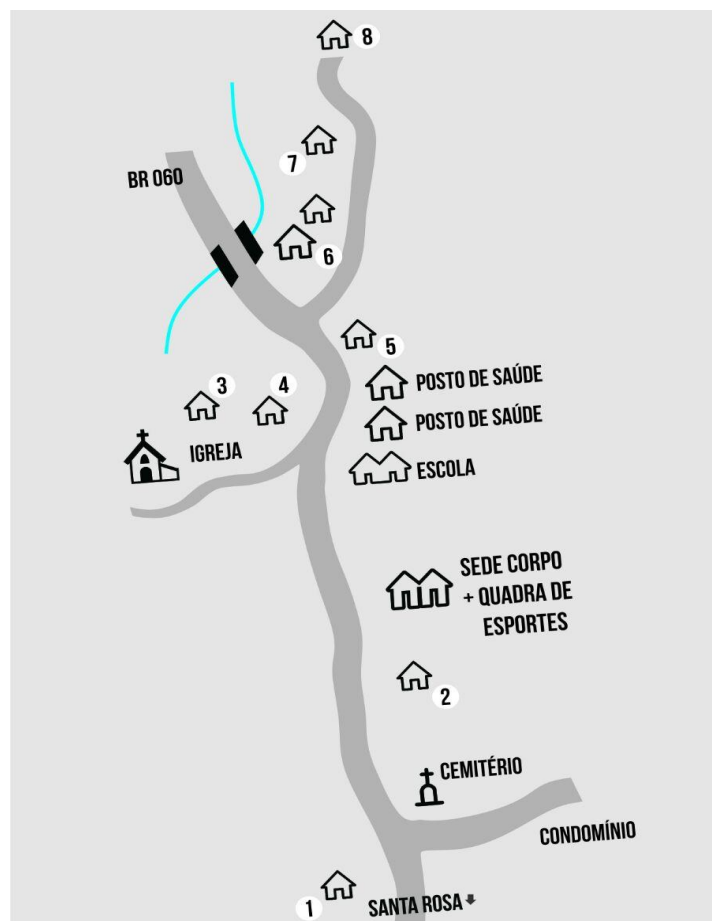 8
7
BR 060
6
5
POSTO DE SAÚDE
3
4
POSTO DE SAÚDE
IGREJA
ESCOLA
SEDE CORPO
+ QUADRA DE
ESPORTES
2
CEMITÉRIO
CONDOMÍNIO
1
SANTA ROSA